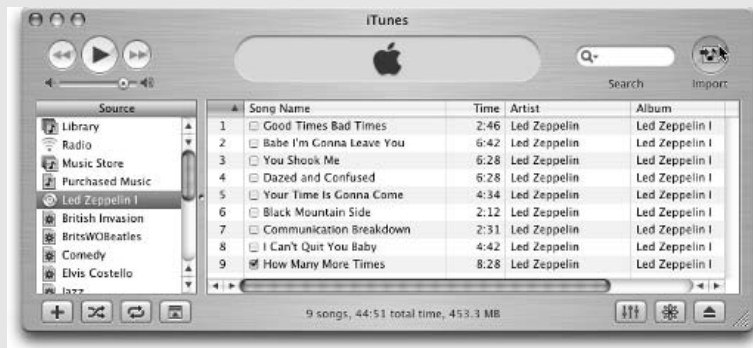 iTunes
Search
Import
Source
Library
Radio
Music Store
Purchased Music
Led Zeppelin I
British Invasion
BritsWOBeatles
Comedy
Elvis Costello
Jazz
Song Name Time Artist Album
1 Good Times Bad Times 2:46 Led Zeppelin Led Zeppelin I
2 Babe I'm Gonna Leave You 6:42 Led Zeppelin Led Zeppelin I
3 You Shook Me 6:28 Led Zeppelin Led Zeppelin I
4 Dazed and Confused 6:28 Led Zeppelin Led Zeppelin I
5 Your Time Is Gonna Come 4:34 Led Zeppelin Led Zeppelin I
6 Black Mountain Side 2:12 Led Zeppelin Led Zeppelin I
7 Communication Breakdown 2:31 Led Zeppelin Led Zeppelin I
8 I Can't Quit You Baby 4:42 Led Zeppelin Led Zeppelin I
9 How Many More Times 8:28 Led Zeppelin Led Zeppelin I
9 songs, 44:51 total time, 453.3 MB